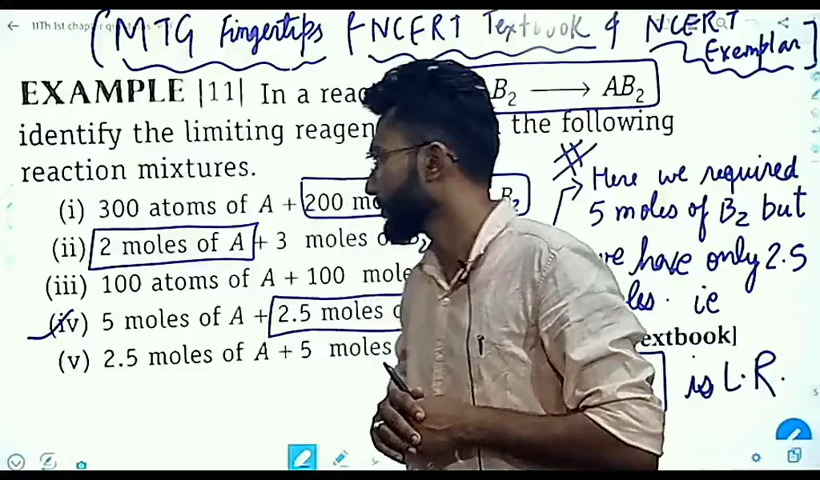 11Th 1st chap
[MTG Fingertips + NCERT Textbook & NCERT
Exemplar]
EXAMPLE |11| In a reac B₂ ⟶ AB₂
identify the limiting reagen the following
reaction mixtures.
(i) 300 atoms of A + 200 mo B₂
(ii) 2 moles of A + 3 moles o B₂
(iii) 100 atoms of A + 100 mole
(iv) 5 moles of A + 2.5 moles
(v) 2.5 moles of A + 5 moles
Here we required
5 moles of B₂ but
we have only 2.5
les. ie
extbook]
is L.R.